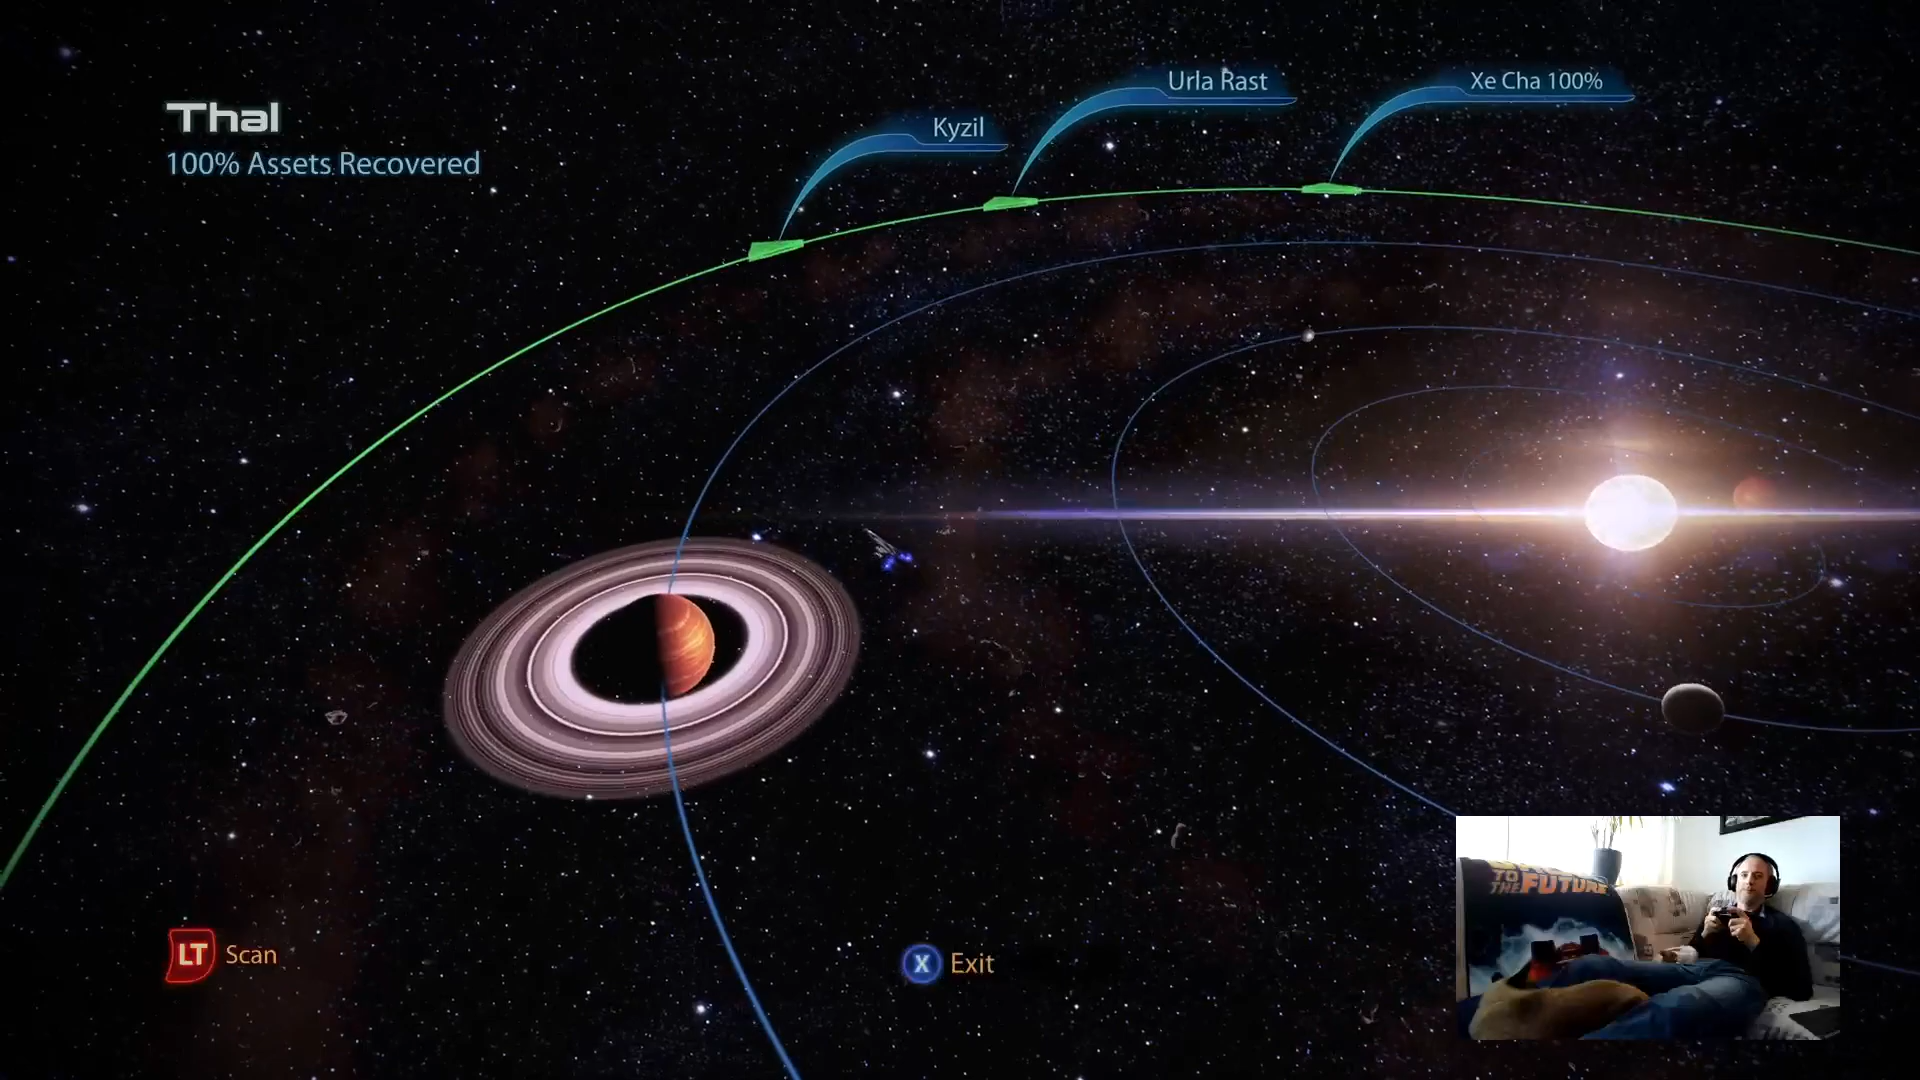 Thal
100% Assets Recovered
Kyzil
Urla Rast
Xe Cha 100%
LT Scan
X Exit
TO
THE FUTURE